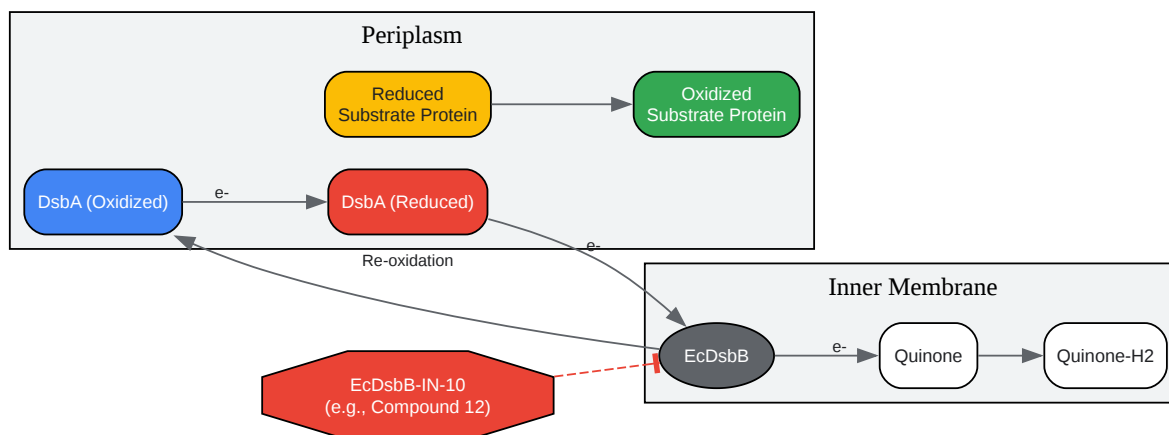 Periplasm
Reduced
Substrate Protein
Oxidized
Substrate Protein
DsbA (Oxidized)
e-
DsbA (Reduced)
e-
Re-oxidation
Inner Membrane
EcDsbB
e-
Quinone
Quinone-H2
EcDsbB-IN-10
(e.g., Compound 12)